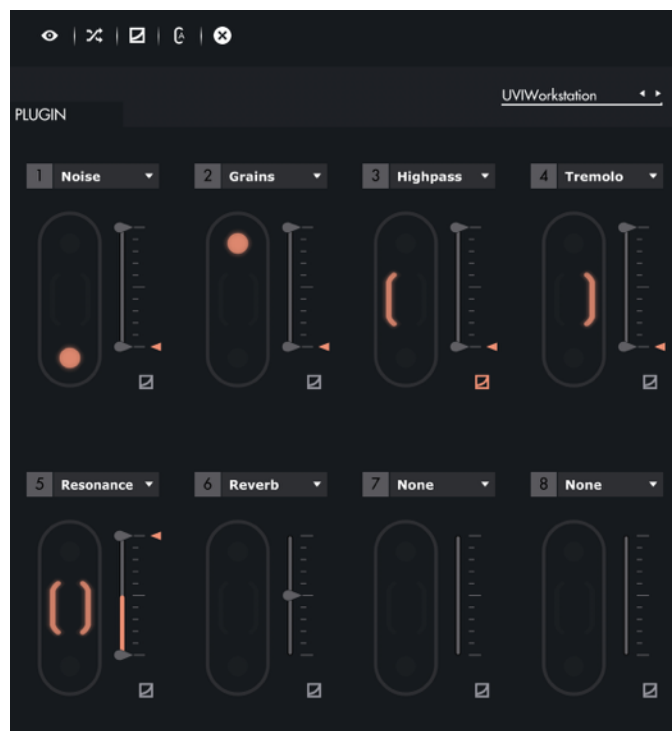 A
UVIWorkstation
PLUGIN
1 Noise
2 Grains
3 Highpass
4 Tremolo
5 Resonance
6 Reverb
7 None
8 None